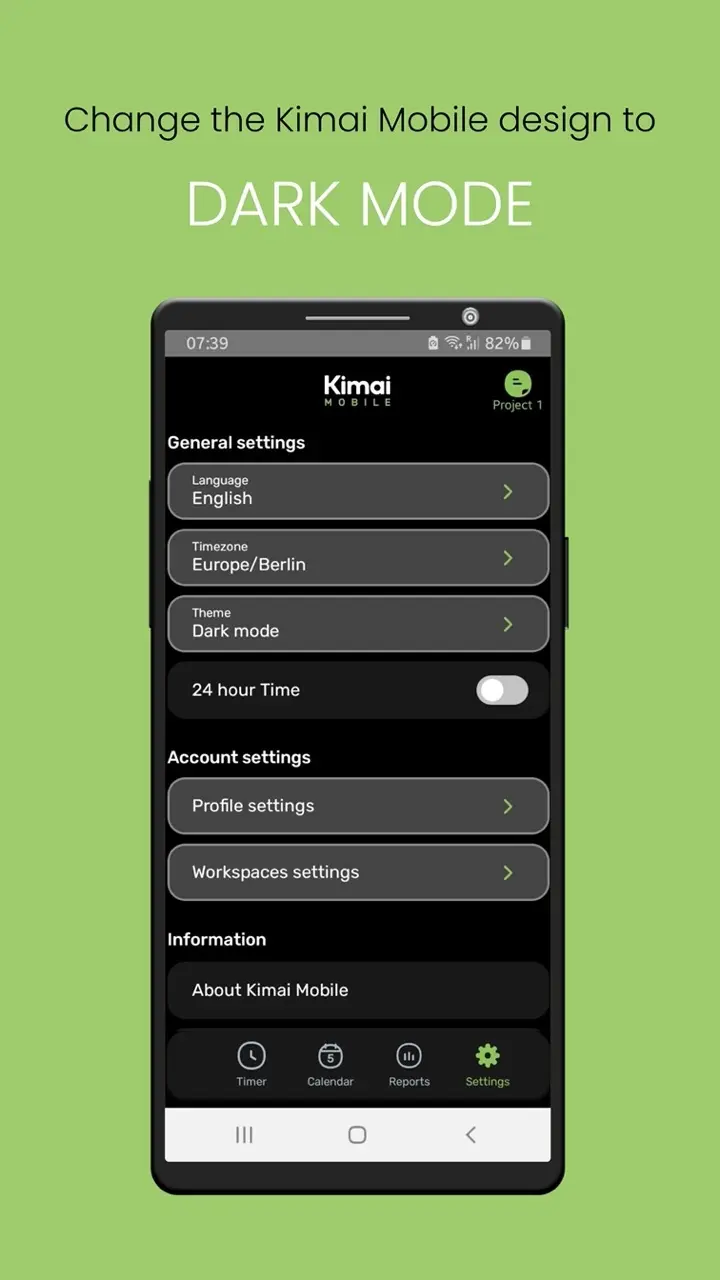 Change the Kimai Mobile design to
DARK MODE
07:39
82%
Kimai
MOBILE
Project 1
General settings
Language
English
Timezone
Europe/Berlin
Theme
Dark mode
24 hour Time
Account settings
Profile settings
Workspaces settings
Information
About Kimai Mobile
5
Timer Calendar Reports Settings